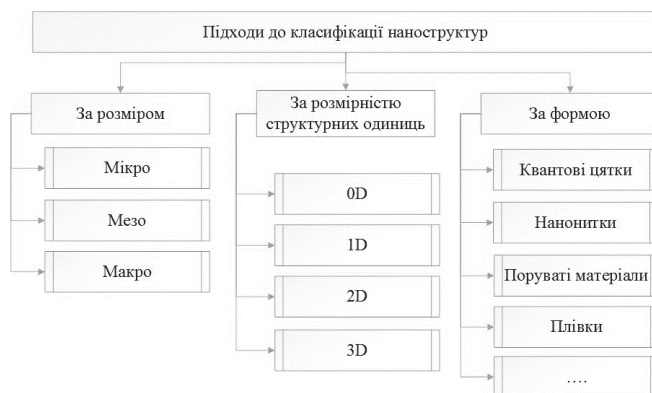 Підходи до класифікації наноструктур
За розміром
Мікро
Мезо
Макро
За розмірністю
структурних одиниць
0D
1D
2D
3D
За формою
Квантові цятки
Нанонитки
Поруваті матеріали
Плівки
....